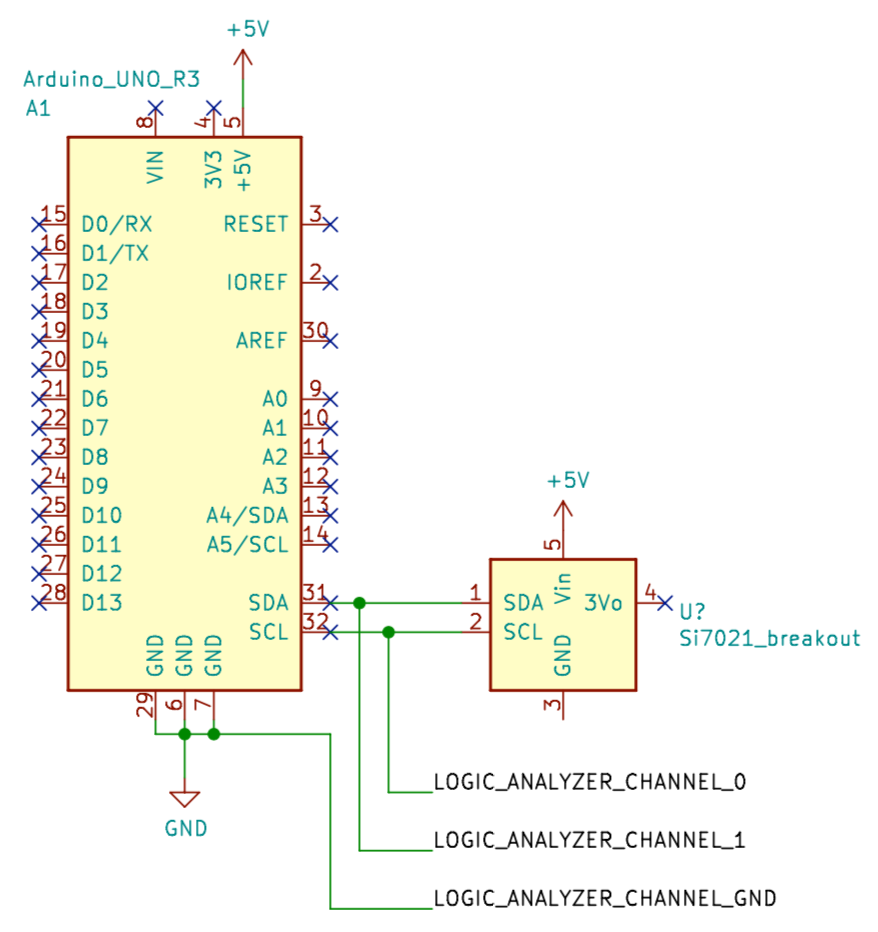 +5V
Arduino_UNO_R3
A1
8 4 5
VIN 3V3 +5V
15 D0/RX RESET 3
16 D1/TX
17 D2 IOREF 2
18 D3
19 D4 AREF 30
20 D5
21 D6 A0 9
22 D7 A1 10
23 D8 A2 11
24 D9 A3 12
25 D10 A4/SDA 13
26 D11 A5/SCL 14
27 D12
28 D13 SDA 31
SCL 32
GND GND GND
29 6 7
GND
+5V
5
Vin
1 SDA 3Vo 4
2 SCL
GND
3
U?
Si7021_breakout
LOGIC_ANALYZER_CHANNEL_0
LOGIC_ANALYZER_CHANNEL_1
LOGIC_ANALYZER_CHANNEL_GND